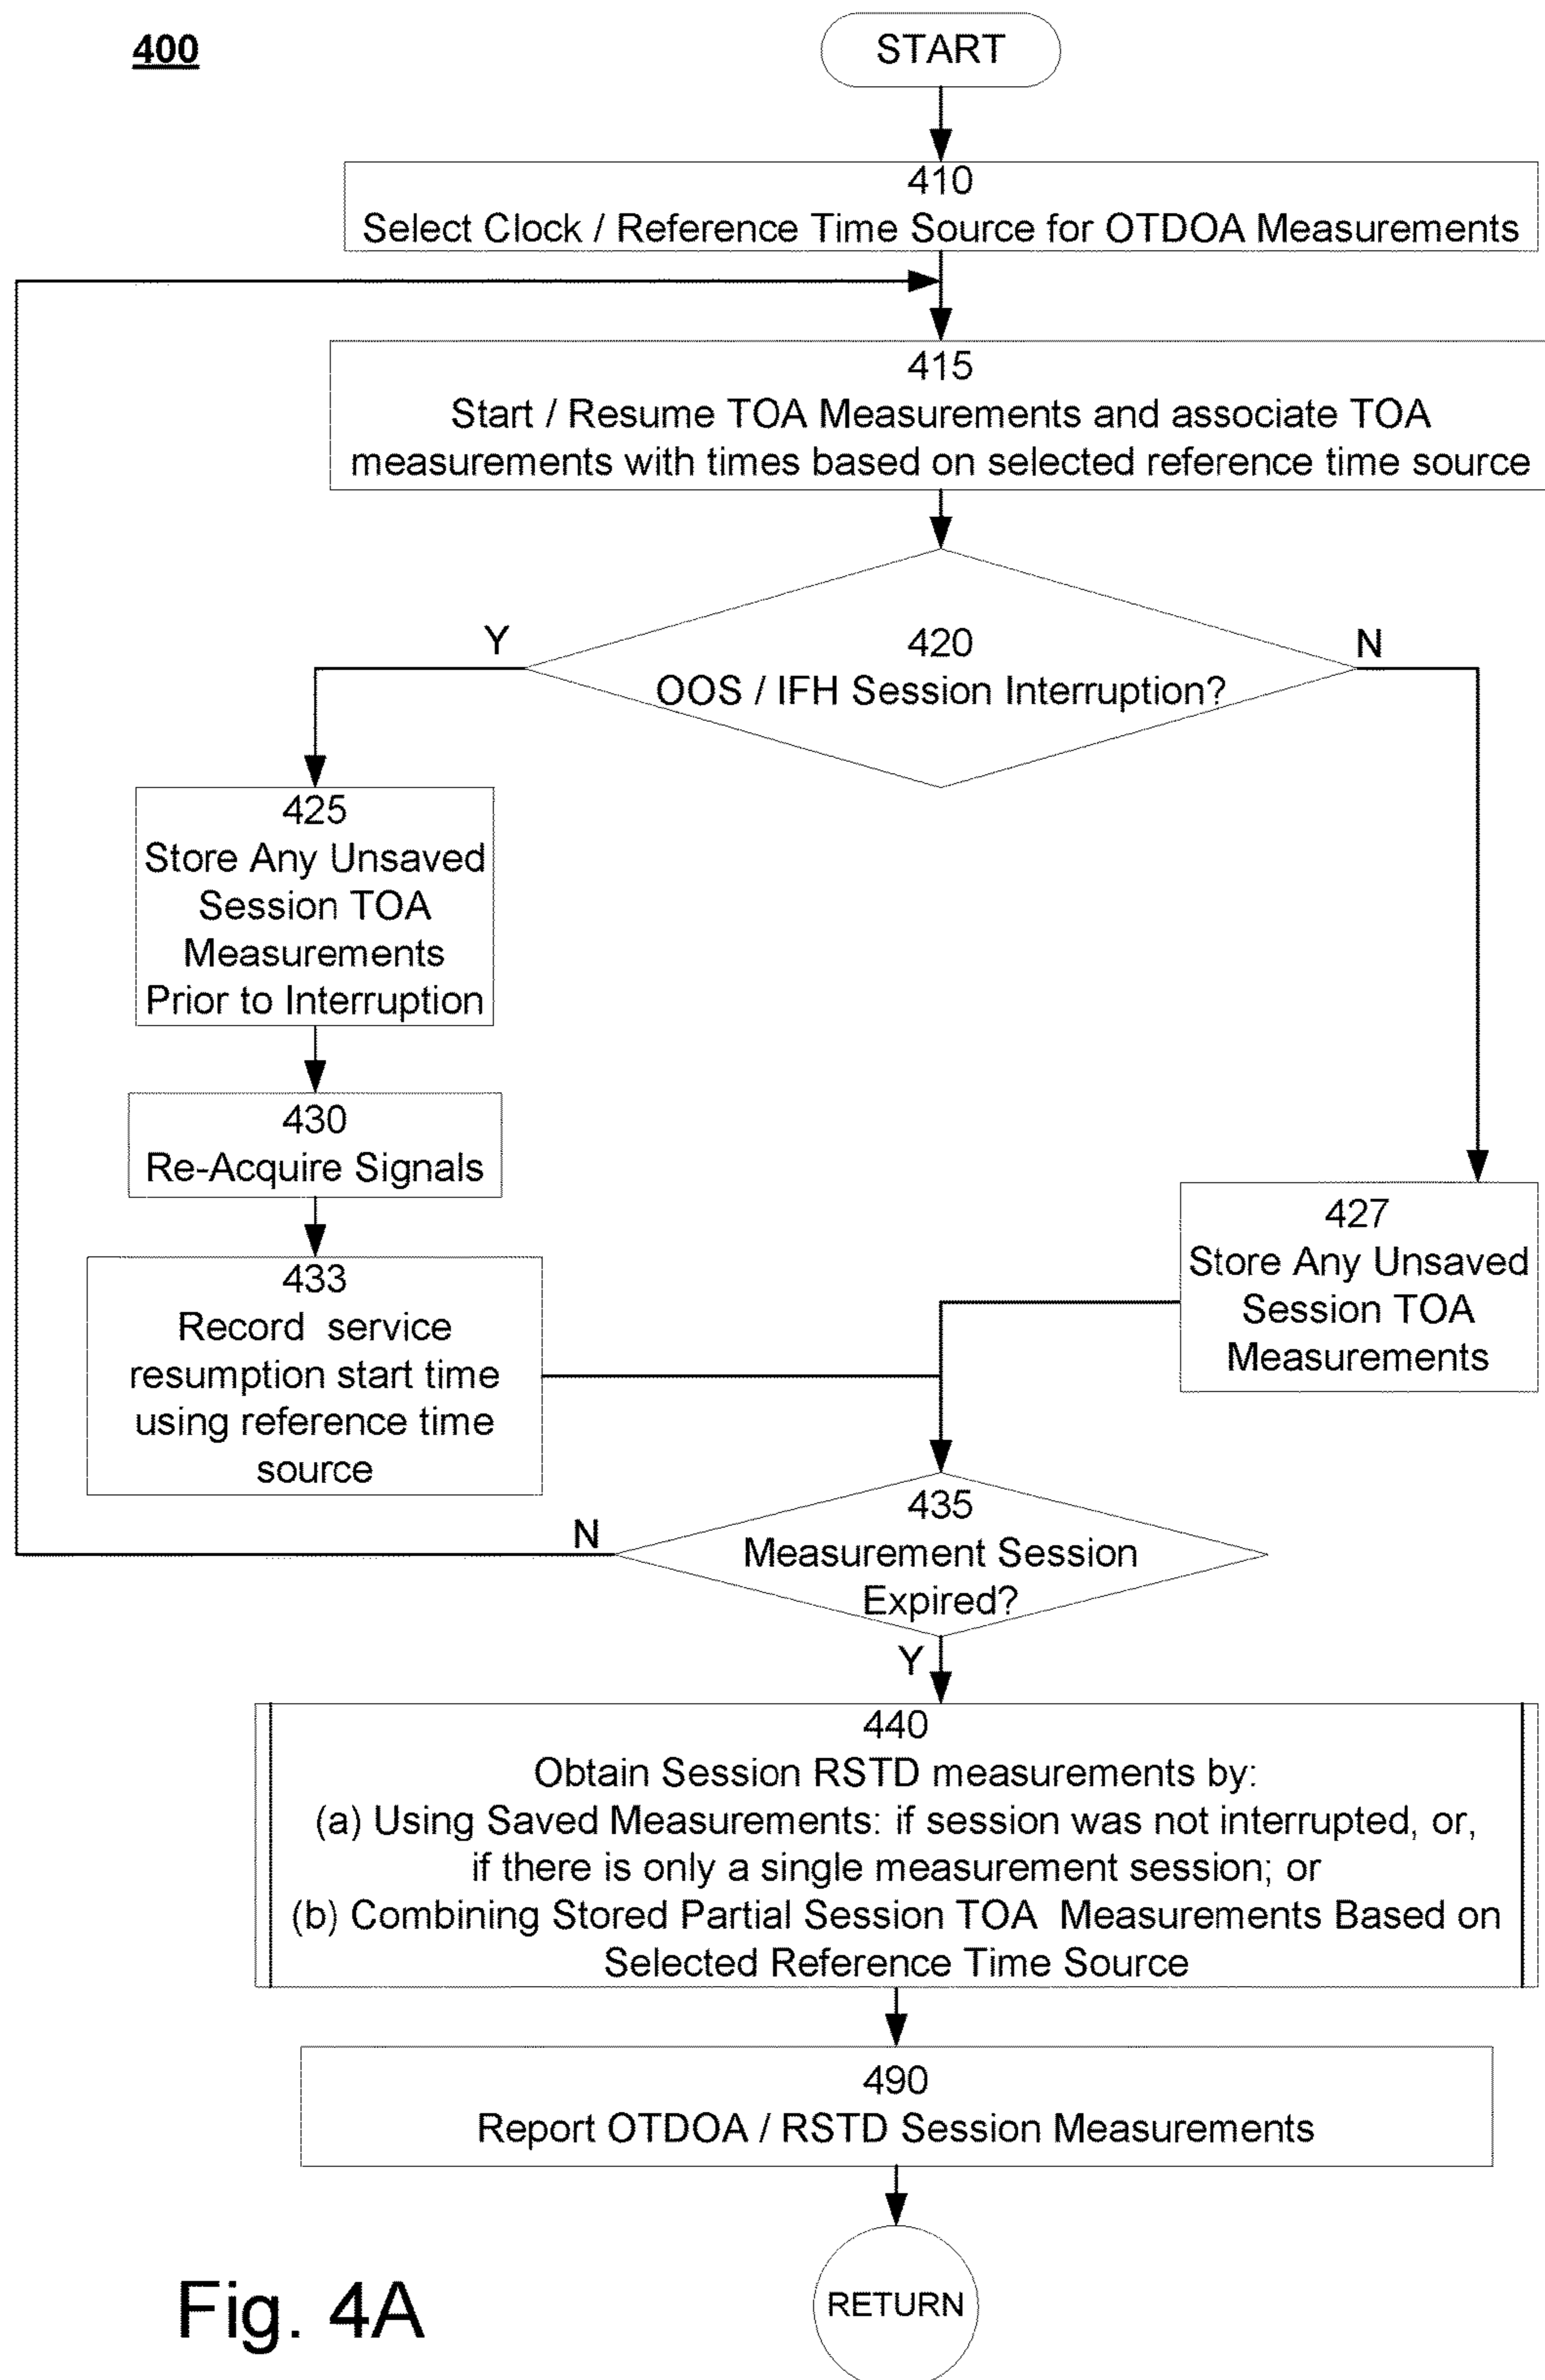 400
START
410
Select Clock / Reference Time Source for OTDOA Measurements
415
Start / Resume TOA Measurements and associate TOA
measurements with times based on selected reference time source
Y
N
420
OOS / IFH Session Interruption?
425
Store Any Unsaved
Session TOA
Measurements
Prior to Interruption
430
Re-Acquire Signals
427
Store Any Unsaved
Session TOA
Measurements
433
Record service
resumption start time
using reference time
source
435
Measurement Session
Expired?
N
Y
440
Obtain Session RSTD measurements by:
(a) Using Saved Measurements: if session was not interrupted, or,
if there is only a single measurement session; or
(b) Combining Stored Partial Session TOA Measurements Based on
Selected Reference Time Source
490
Report OTDOA / RSTD Session Measurements
RETURN
Fig. 4A